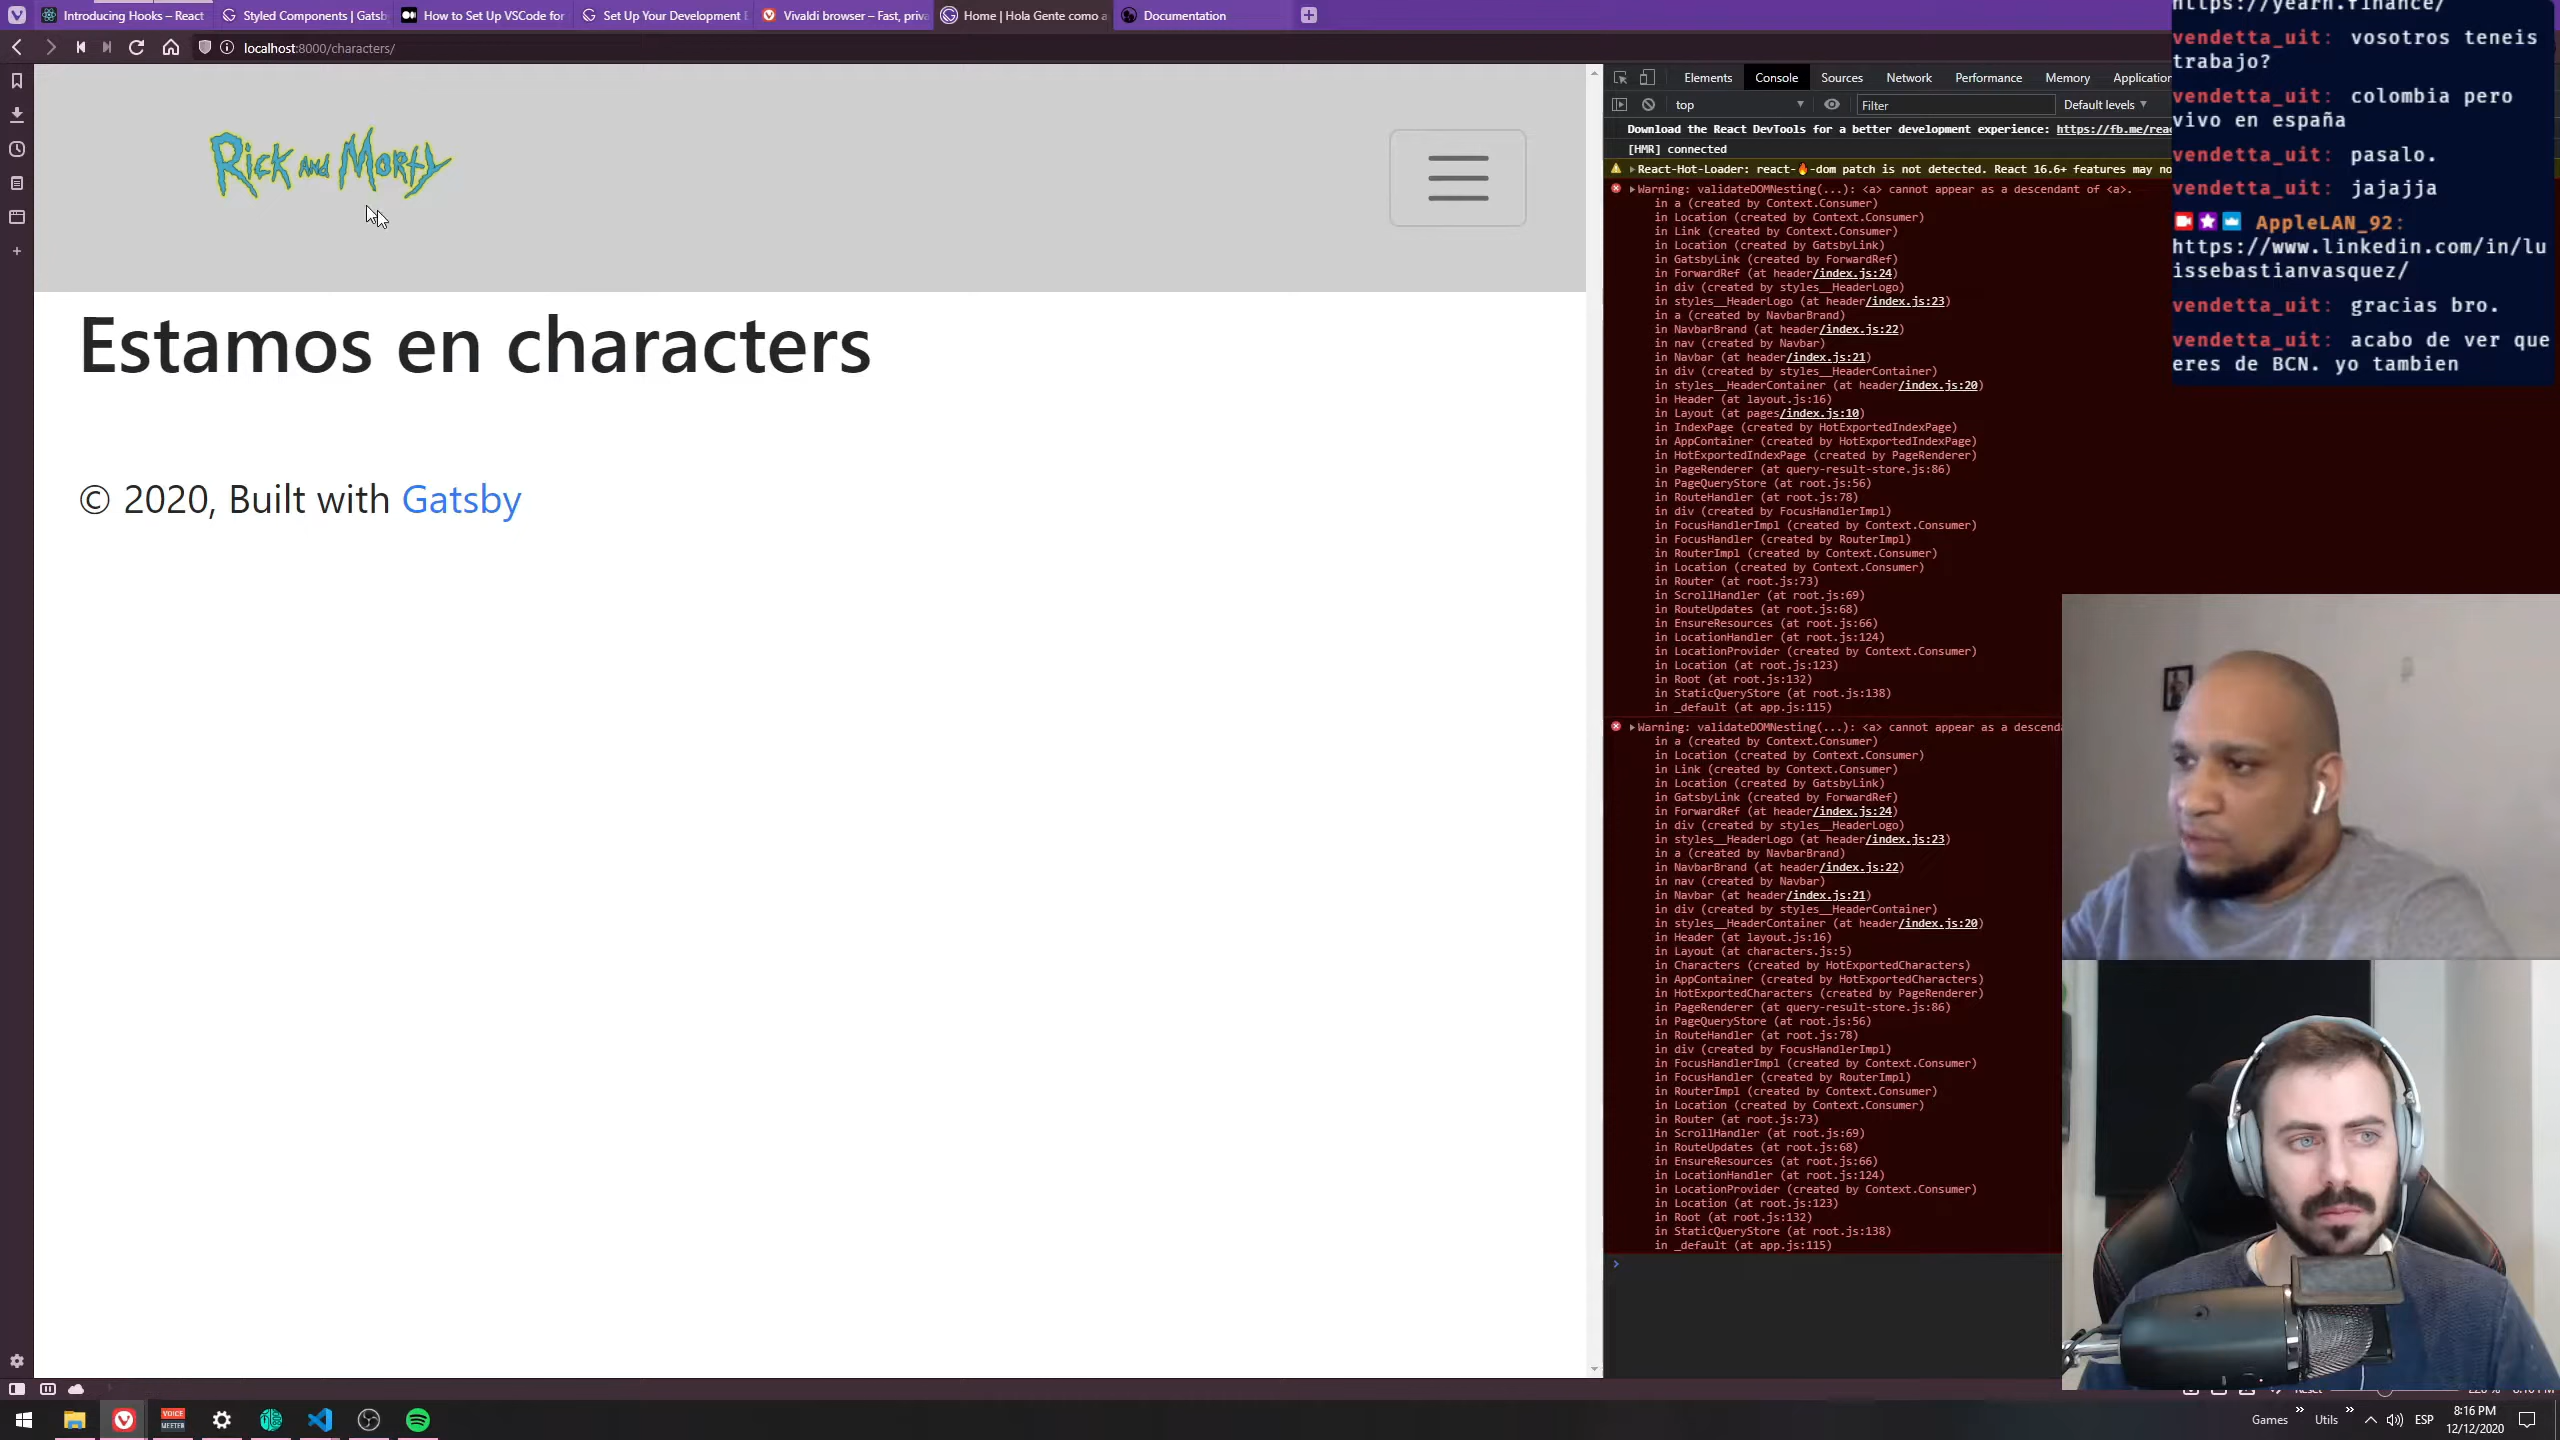 Introducing Hooks – React
Styled Components | Gatsb
How to Set Up VSCode for
Set Up Your Development E
Vivaldi browser – Fast, priva
Home | Hola Gente como a
Documentation
localhost:8000/characters/
Rick and Morty
Estamos en characters
© 2020, Built with Gatsby
Elements
Console
Sources
Network
Performance
Memory
Application
top
Filter
Default levels
Download the React DevTools for a better development experience: https://fb.me/reac
[HMR] connected
React-Hot-Loader: react-🔥-dom patch is not detected. React 16.6+ features may no
Warning: validateDOMNesting(...): <a> cannot appear as a descendant of <a>.
in a (created by Context.Consumer)
in Location (created by Context.Consumer)
in Link (created by Context.Consumer)
in Location (created by GatsbyLink)
in GatsbyLink (created by ForwardRef)
in ForwardRef (at header/index.js:24)
in div (created by styles__HeaderLogo)
in styles__HeaderLogo (at header/index.js:23)
in a (created by NavbarBrand)
in NavbarBrand (at header/index.js:22)
in nav (created by Navbar)
in Navbar (at header/index.js:21)
in div (created by styles__HeaderContainer)
in styles__HeaderContainer (at header/index.js:20)
in Header (at layout.js:16)
in Layout (at pages/index.js:10)
in IndexPage (created by HotExportedIndexPage)
in AppContainer (created by HotExportedIndexPage)
in HotExportedIndexPage (created by PageRenderer)
in PageRenderer (at query-result-store.js:86)
in PageQueryStore (at root.js:56)
in RouteHandler (at root.js:78)
in div (created by FocusHandlerImpl)
in FocusHandlerImpl (created by Context.Consumer)
in FocusHandler (created by RouterImpl)
in RouterImpl (created by Context.Consumer)
in Location (created by Context.Consumer)
in Router (at root.js:73)
in ScrollHandler (at root.js:69)
in RouteUpdates (at root.js:68)
in EnsureResources (at root.js:66)
in LocationHandler (at root.js:124)
in LocationProvider (created by Context.Consumer)
in Location (at root.js:123)
in Root (at root.js:132)
in StaticQueryStore (at root.js:138)
in _default (at app.js:115)
Warning: validateDOMNesting(...): <a> cannot appear as a descenda
in a (created by Context.Consumer)
in Location (created by Context.Consumer)
in Link (created by Context.Consumer)
in Location (created by GatsbyLink)
in GatsbyLink (created by ForwardRef)
in ForwardRef (at header/index.js:24)
in div (created by styles__HeaderLogo)
in styles__HeaderLogo (at header/index.js:23)
in a (created by NavbarBrand)
in NavbarBrand (at header/index.js:22)
in nav (created by Navbar)
in Navbar (at header/index.js:21)
in div (created by styles__HeaderContainer)
in styles__HeaderContainer (at header/index.js:20)
in Header (at layout.js:16)
in Layout (at characters.js:5)
in Characters (created by HotExportedCharacters)
in AppContainer (created by HotExportedCharacters)
in HotExportedCharacters (created by PageRenderer)
in PageRenderer (at query-result-store.js:86)
in PageQueryStore (at root.js:56)
in RouteHandler (at root.js:78)
in div (created by FocusHandlerImpl)
in FocusHandlerImpl (created by Context.Consumer)
in FocusHandler (created by RouterImpl)
in RouterImpl (created by Context.Consumer)
in Location (created by Context.Consumer)
in Router (at root.js:73)
in ScrollHandler (at root.js:69)
in RouteUpdates (at root.js:68)
in EnsureResources (at root.js:66)
in LocationHandler (at root.js:124)
in LocationProvider (created by Context.Consumer)
in Location (at root.js:123)
in Root (at root.js:132)
in StaticQueryStore (at root.js:138)
in _default (at app.js:115)
https://yearn.finance/
vendetta_uit: vosotros teneis
trabajo?
vendetta_uit: colombia pero
vivo en españa
vendetta_uit: pasalo.
vendetta_uit: jajajja
AppleLAN_92:
https://www.linkedin.com/in/lu
issebastianvasquez/
vendetta_uit: gracias bro.
vendetta_uit: acabo de ver que
eres de BCN. yo tambien
VOICE
MEETER
Games
Utils
ESP
8:16 PM
12/12/2020